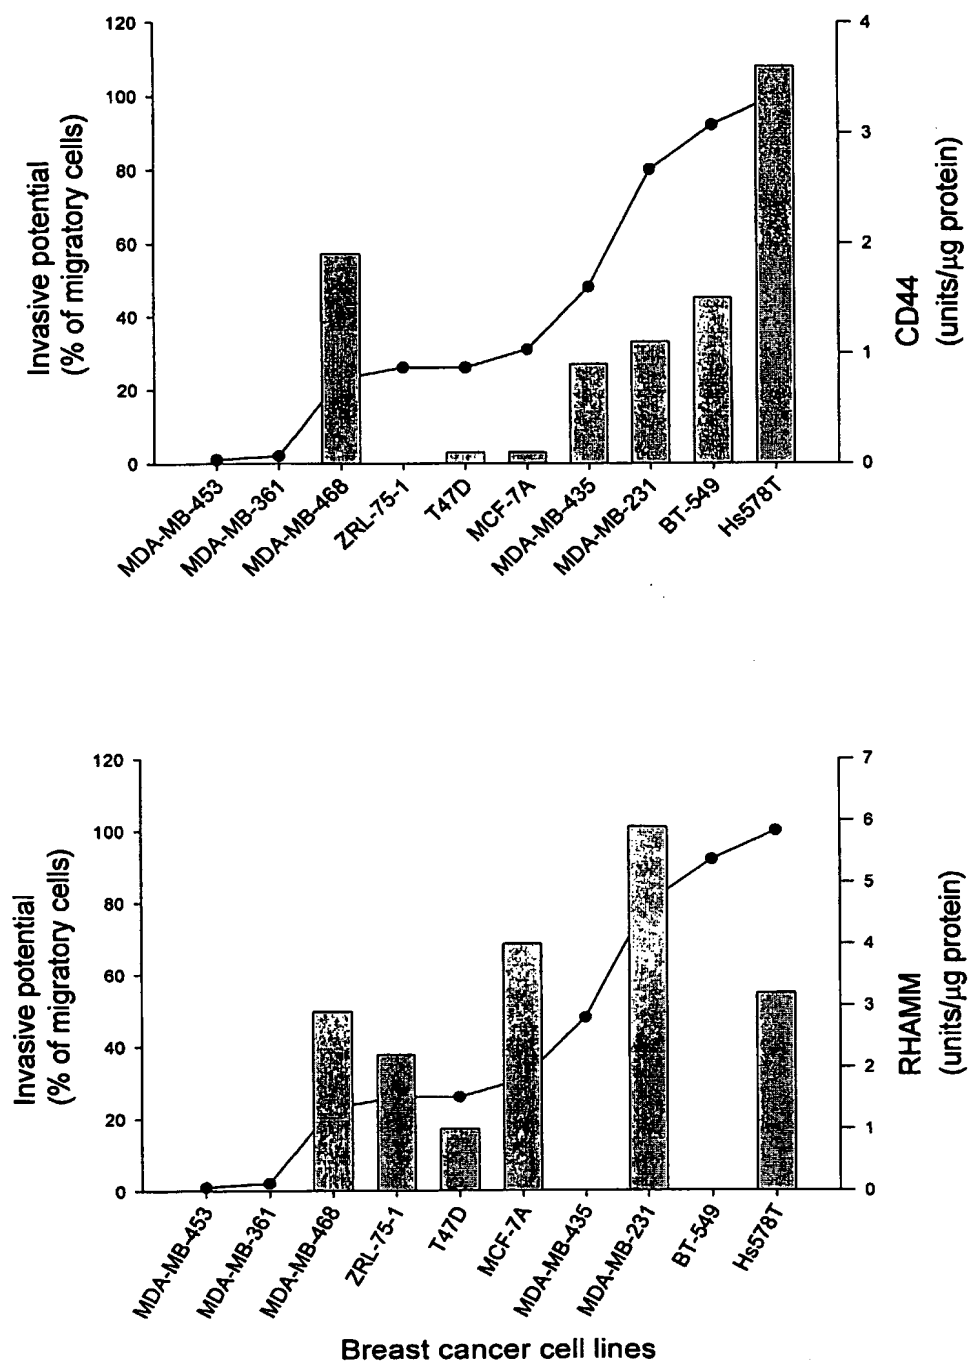 120
100
80
60
40
20
0
Invasive potential
(% of migratory cells)
4
3
2
1
0
CD44
(units/μg protein)
MDA-MB-453
MDA-MB-361
MDA-MB-468
ZRL-75-1
T47D
MCF-7A
MDA-MB-435
MDA-MB-231
BT-549
Hs578T
120
100
80
60
40
20
0
Invasive potential
(% of migratory cells)
7
6
5
4
3
2
1
0
RHAMM
(units/μg protein)
MDA-MB-453
MDA-MB-361
MDA-MB-468
ZRL-75-1
T47D
MCF-7A
MDA-MB-435
MDA-MB-231
BT-549
Hs578T
Breast cancer cell lines